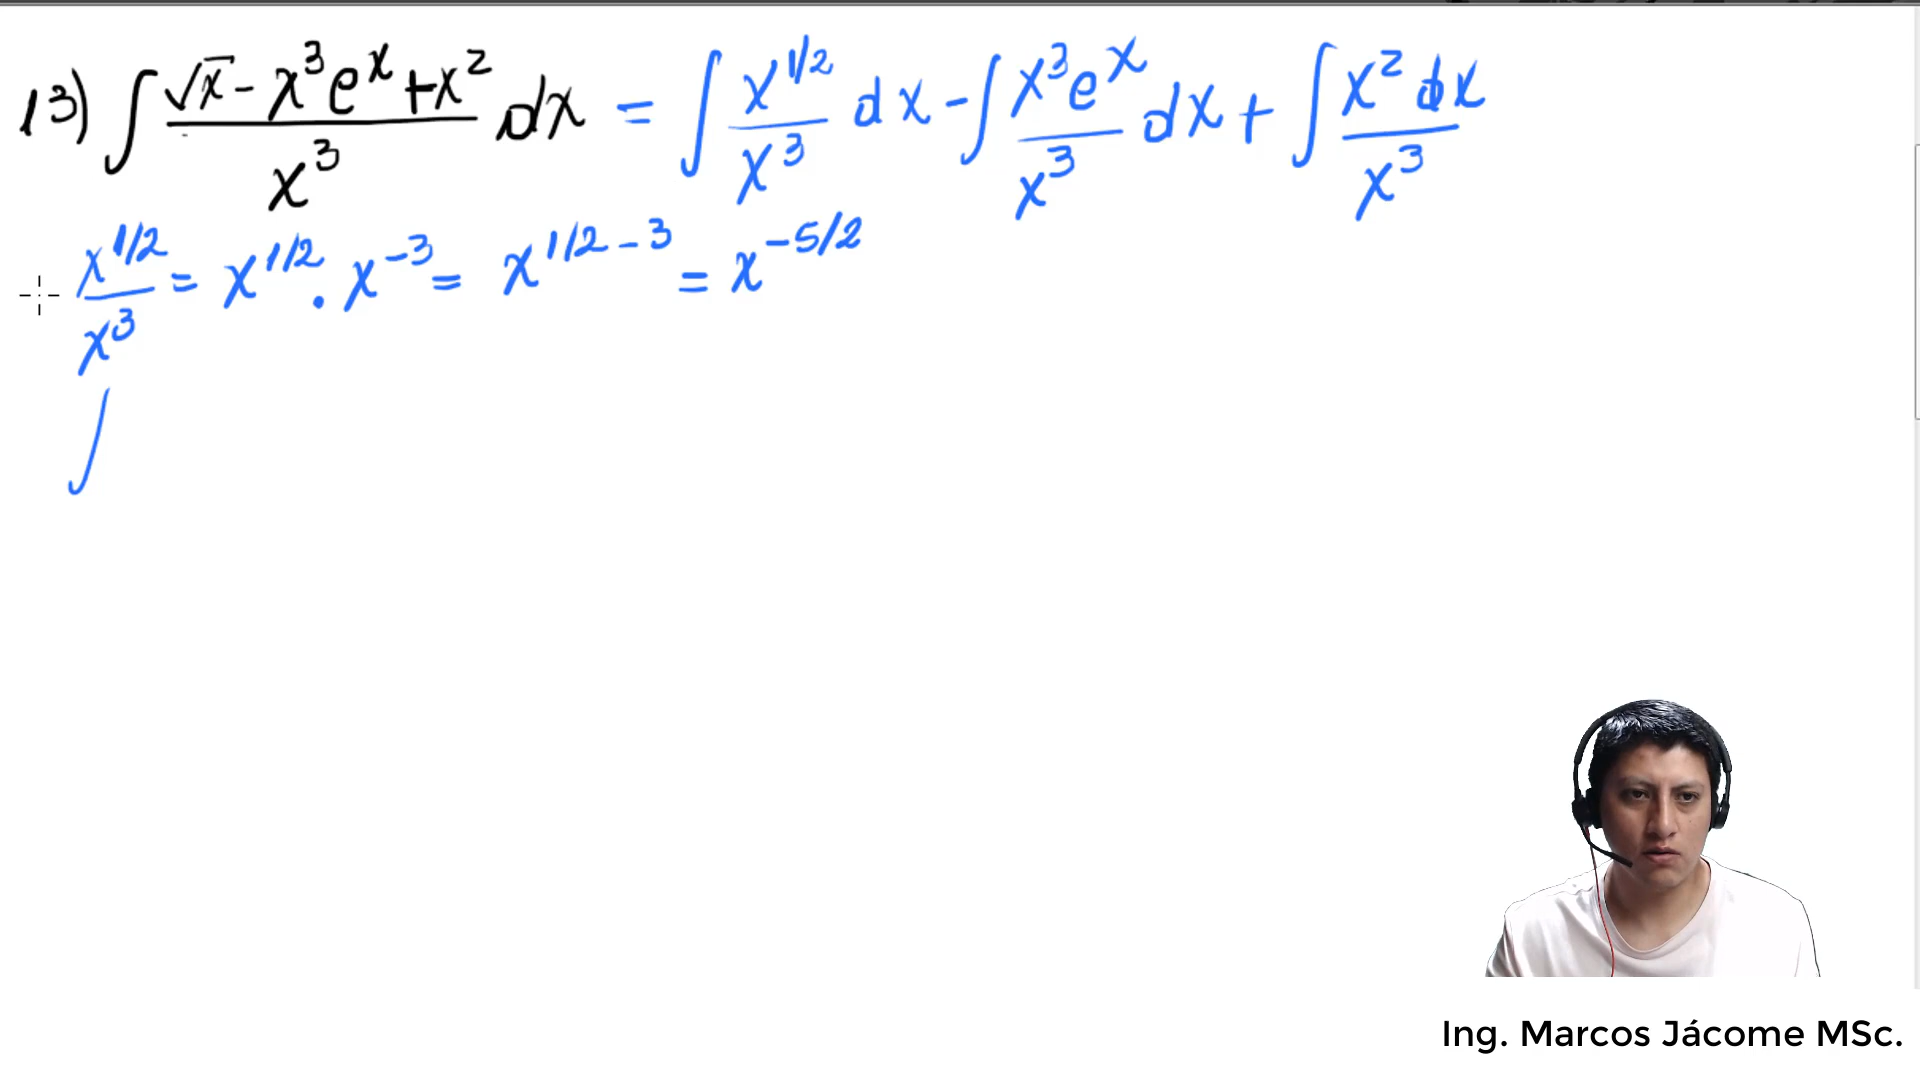 13) ∫ (√x - x³eˣ + x²)/x³ dx = ∫ x^(1/2)/x³ dx - ∫ x³eˣ/x³ dx + ∫ x² dx/x³
x^(1/2)/x³ = x^(1/2) · x^(-3) = x^(1/2 - 3) = x^(-5/2)
∫
Ing. Marcos Jácome MSc.